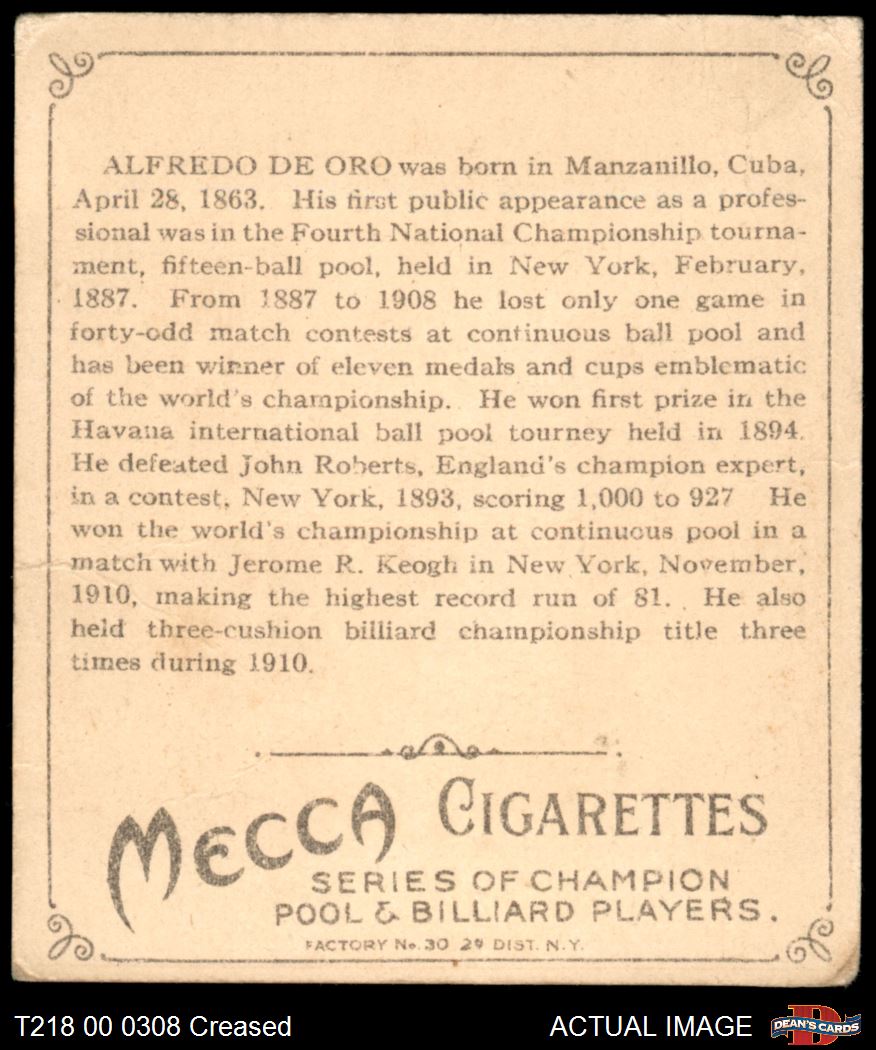 ALFREDO DE ORO was born in Manzanillo, Cuba,
April 28, 1863. His first public appearance as a profes-
sional was in the Fourth National Championship tourna-
ment, fifteen-ball pool, held in New York, February,
1887. From 1887 to 1908 he lost only one game in
forty-odd match contests at continuous ball pool and
has been winner of eleven medals and cups emblematic
of the world's championship. He won first prize in the
Havana international ball pool tourney held in 1894.
He defeated John Roberts, England's champion expert,
in a contest, New York, 1893, scoring 1,000 to 927 He
won the world's championship at continuous pool in a
match with Jerome R. Keogh in New York, November,
1910, making the highest record run of 81. He also
held three-cushion billiard championship title three
times during 1910.
MECCA CIGARETTES
SERIES OF CHAMPION
POOL & BILLIARD PLAYERS.
FACTORY No. 30 2d DIST. N.Y.
T218 00 0308 Creased
ACTUAL IMAGE
D
DEAN'S CARDS